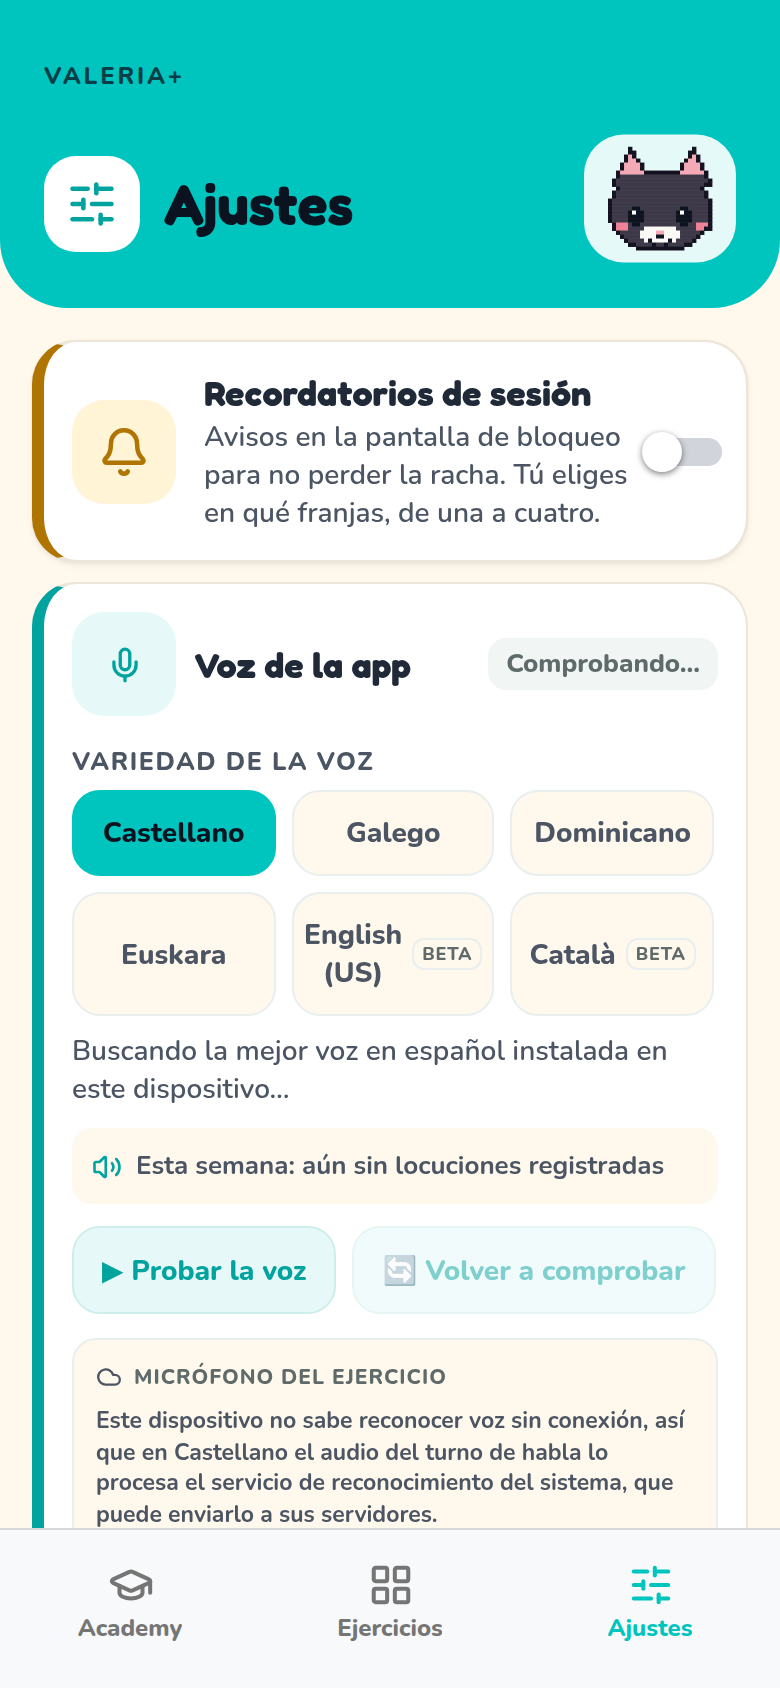 VALERIA+
Ajustes
Recordatorios de sesión
Avisos en la pantalla de bloqueo
para no perder la racha. Tú eliges
en qué franjas, de una a cuatro.
Voz de la app
Comprobando...
VARIEDAD DE LA VOZ
Castellano
Galego
Dominicano
Euskara
English
(US)
BETA
Català
BETA
Buscando la mejor voz en español instalada en
este dispositivo...
Esta semana: aún sin locuciones registradas
▶ Probar la voz
🔄 Volver a comprobar
MICRÓFONO DEL EJERCICIO
Este dispositivo no sabe reconocer voz sin conexión, así
que en Castellano el audio del turno de habla lo
procesa el servicio de reconocimiento del sistema, que
puede enviarlo a sus servidores.
Academy
Ejercicios
Ajustes